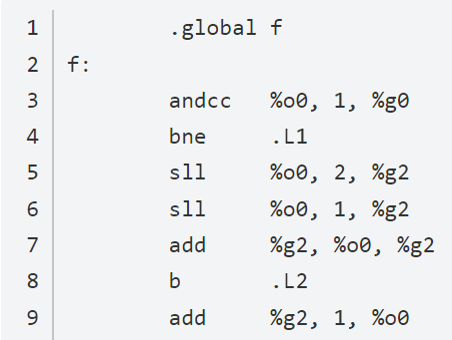 1 .global f
2 f:
3 andcc %o0, 1, %g0
4 bne .L1
5 sll %o0, 2, %g2
6 sll %o0, 1, %g2
7 add %g2, %o0, %g2
8 b .L2
9 add %g2, 1, %o0